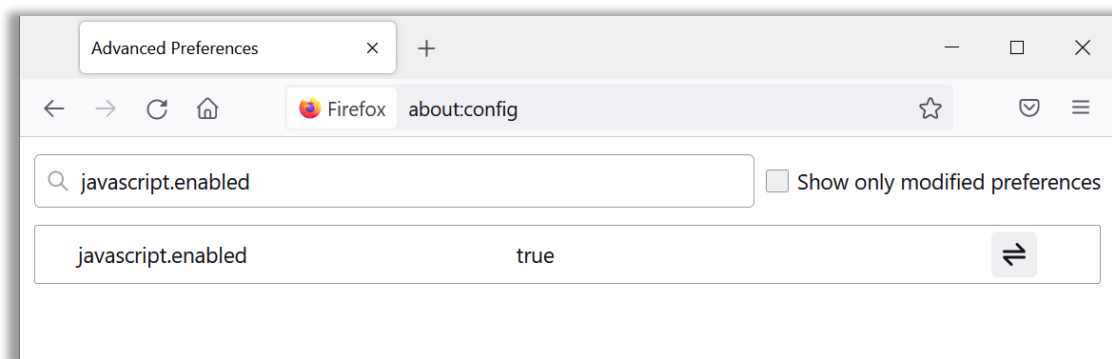 Advanced Preferences
Firefox about:config
javascript.enabled Show only modified preferences
javascript.enabled true